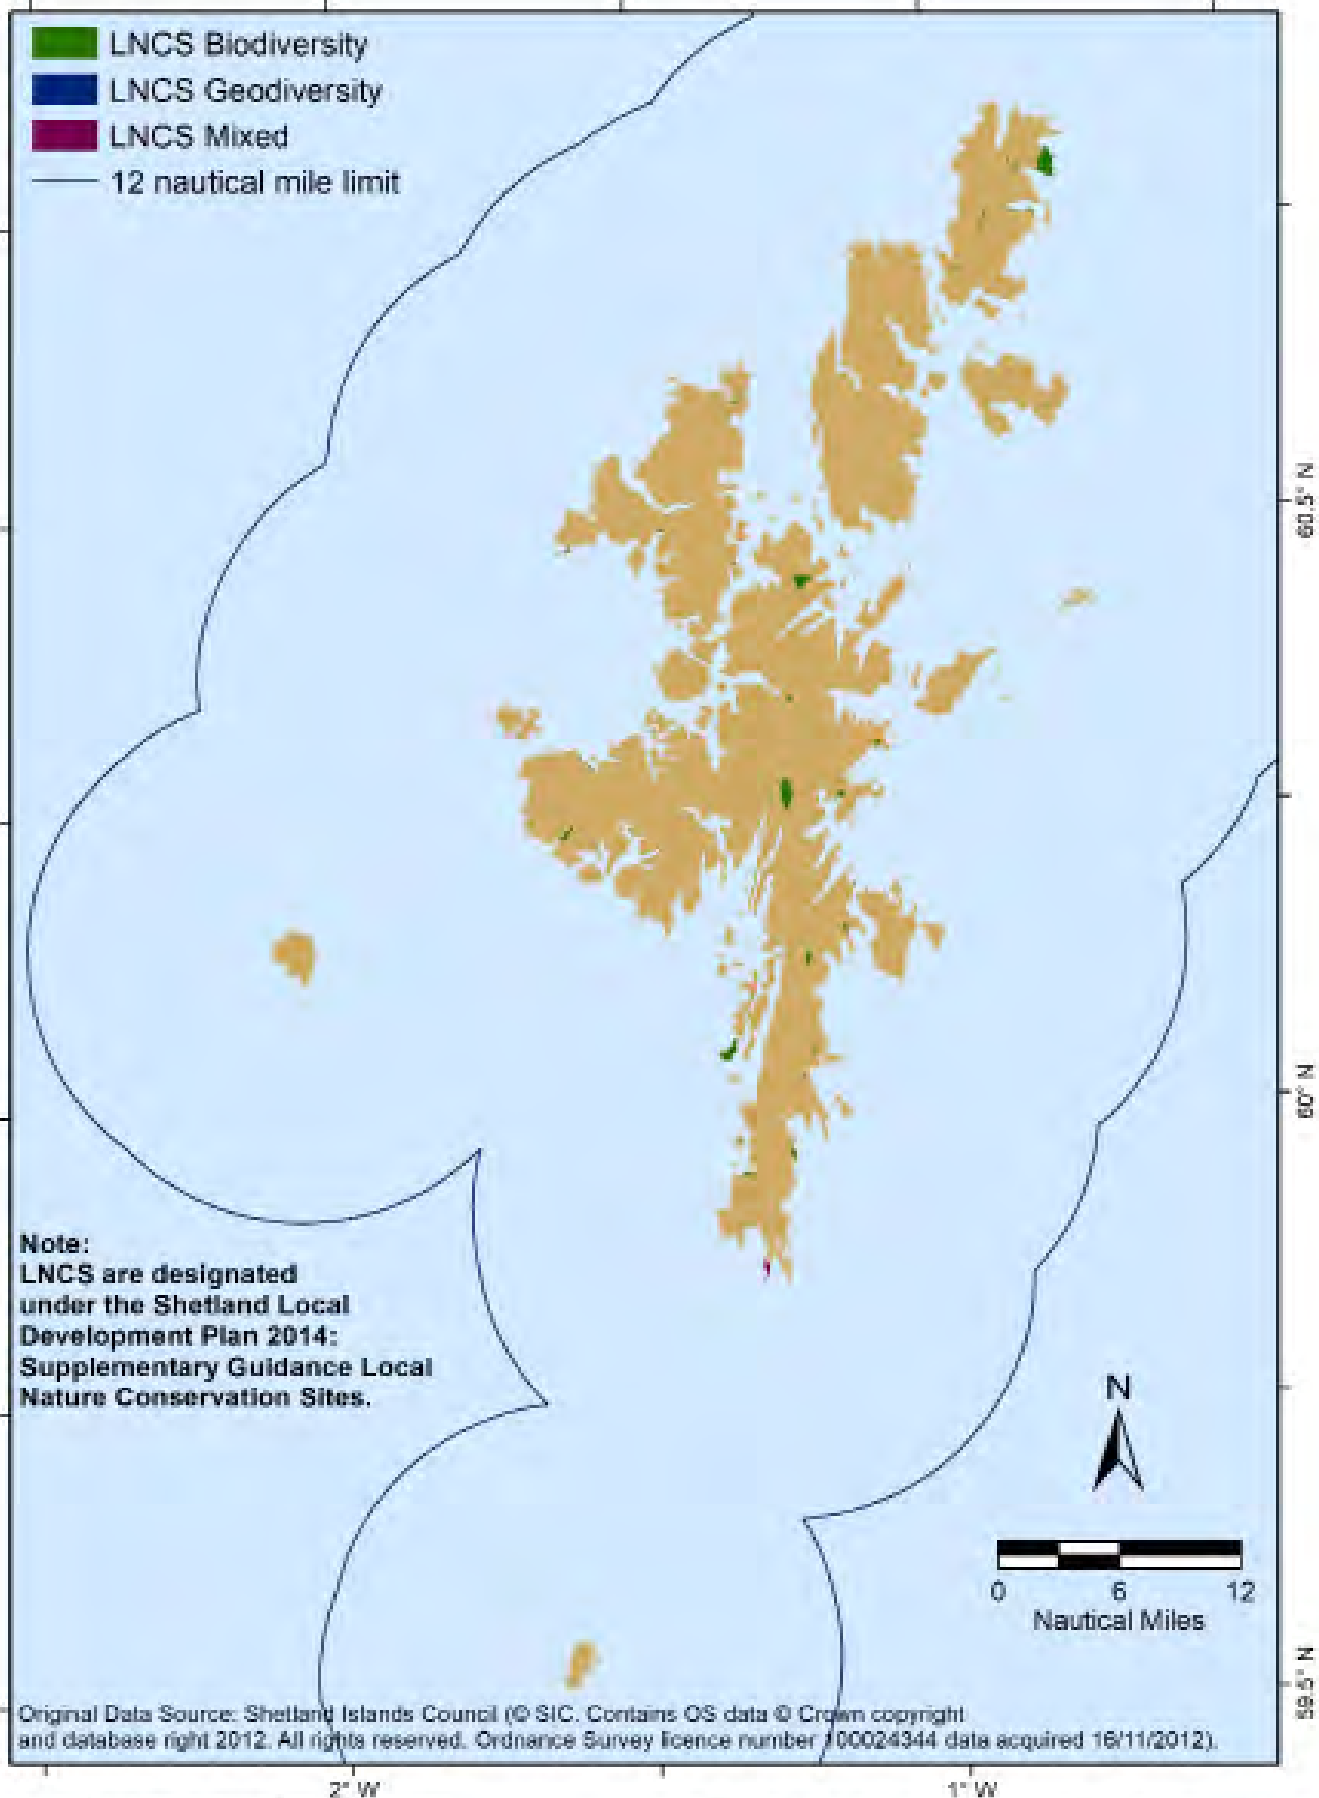 LNCS Biodiversity
LNCS Geodiversity
LNCS Mixed
12 nautical mile limit
60.5° N
60° N
Note:
LNCS are designated
under the Shetland Local
Development Plan 2014:
Supplementary Guidance Local
Nature Conservation Sites.
N
0 6 12
Nautical Miles
59.5° N
Original Data Source: Shetland Islands Council (© SIC. Contains OS data © Crown copyright
and database right 2012. All rights reserved. Ordnance Survey licence number 100024344 data acquired 16/11/2012).
2° W 1° W